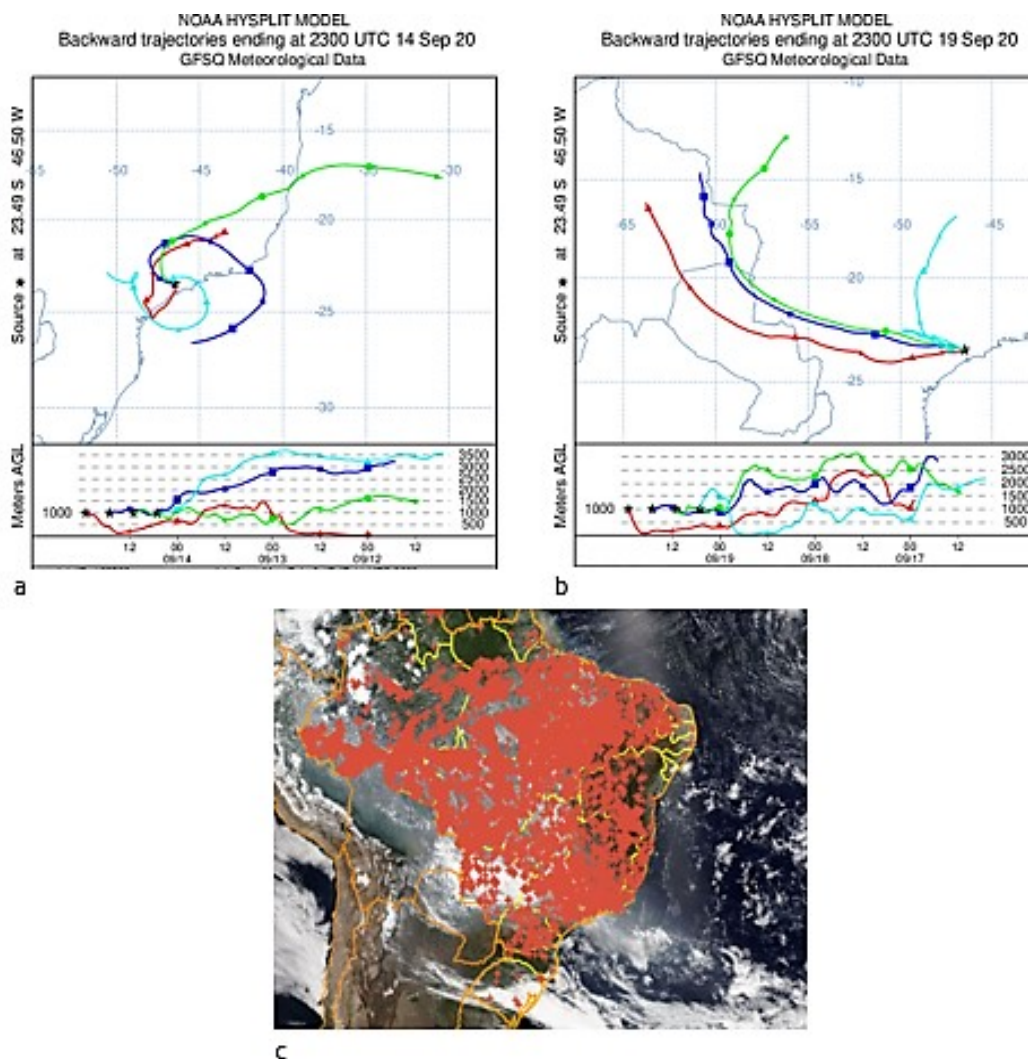 NOAA HYSPLIT MODEL
Backward trajectories ending at 2300 UTC 14 Sep 20
GFSQ Meteorological Data
Source ★ at 23.49 S 46.50 W
-15
-45
-40
-35
-30
-20
-25
-30
Meters AGL
1000
3500
3000
2500
2000
1500
1000
500
12 00 12 00 12 00 12
09/14 09/13 09/12
a
NOAA HYSPLIT MODEL
Backward trajectories ending at 2300 UTC 19 Sep 20
GFSQ Meteorological Data
Source ★ at 23.49 S 46.50 W
-10
-15
-65
-60
-55
-50
-45
-20
-25
Meters AGL
1000
3000
2500
2000
1500
1000
500
12 00 12 00 12 00 12
09/19 09/18 09/17
b
c